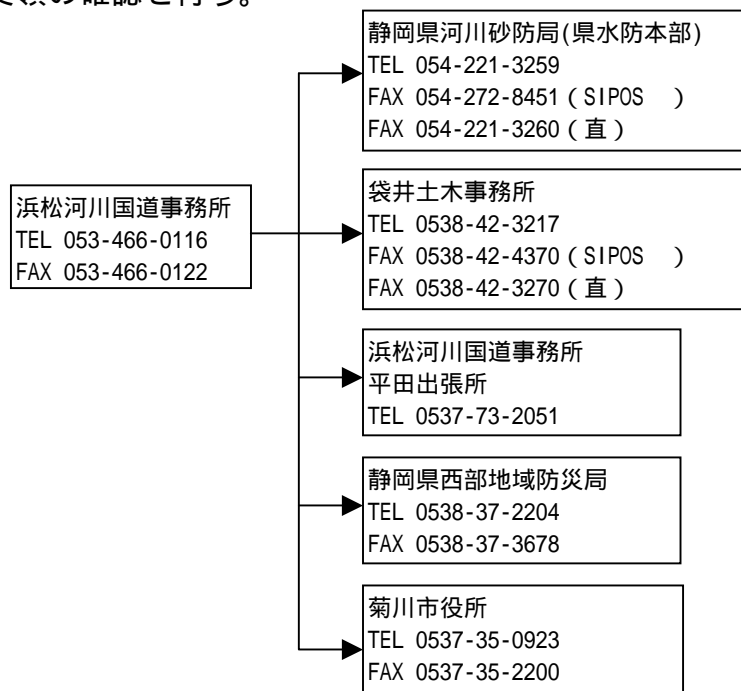 の確認を行う。
静岡県河川砂防局(県水防本部)
TEL 054-221-3259
FAX 054-272-8451(SIPOS )
FAX 054-221-3260(直)
浜松河川国道事務所
TEL 053-466-0116
FAX 053-466-0122
袋井土木事務所
TEL 0538-42-3217
FAX 0538-42-4370(SIPOS )
FAX 0538-42-3270(直)
浜松河川国道事務所
平田出張所
TEL 0537-73-2051
静岡県西部地域防災局
TEL 0538-37-2204
FAX 0538-37-3678
菊川市役所
TEL 0537-35-0923
FAX 0537-35-2200